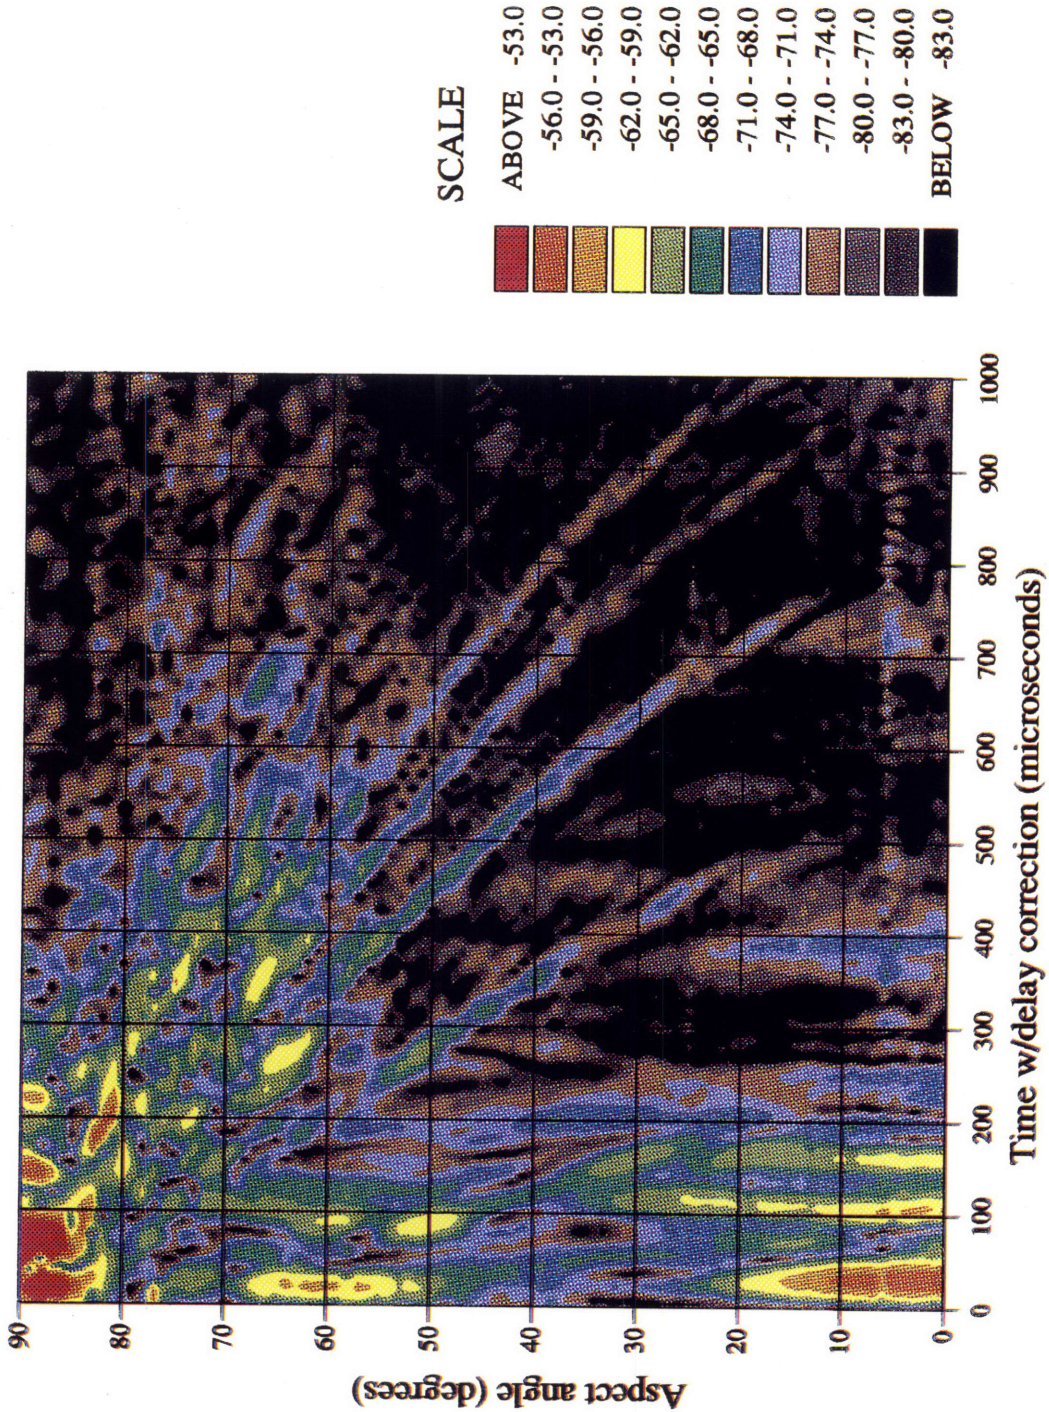 SCALE
ABOVE -53.0
-56.0 - -53.0
-59.0 - -56.0
-62.0 - -59.0
-65.0 - -62.0
-68.0 - -65.0
-71.0 - -68.0
-74.0 - -71.0
-77.0 - -74.0
-80.0 - -77.0
-83.0 - -80.0
BELOW -83.0
Aspect angle (degrees)
90
80
70
60
50
40
30
20
10
0
0
100
200
300
400
500
600
700
800
900
1000
Time w/delay correction (microseconds)